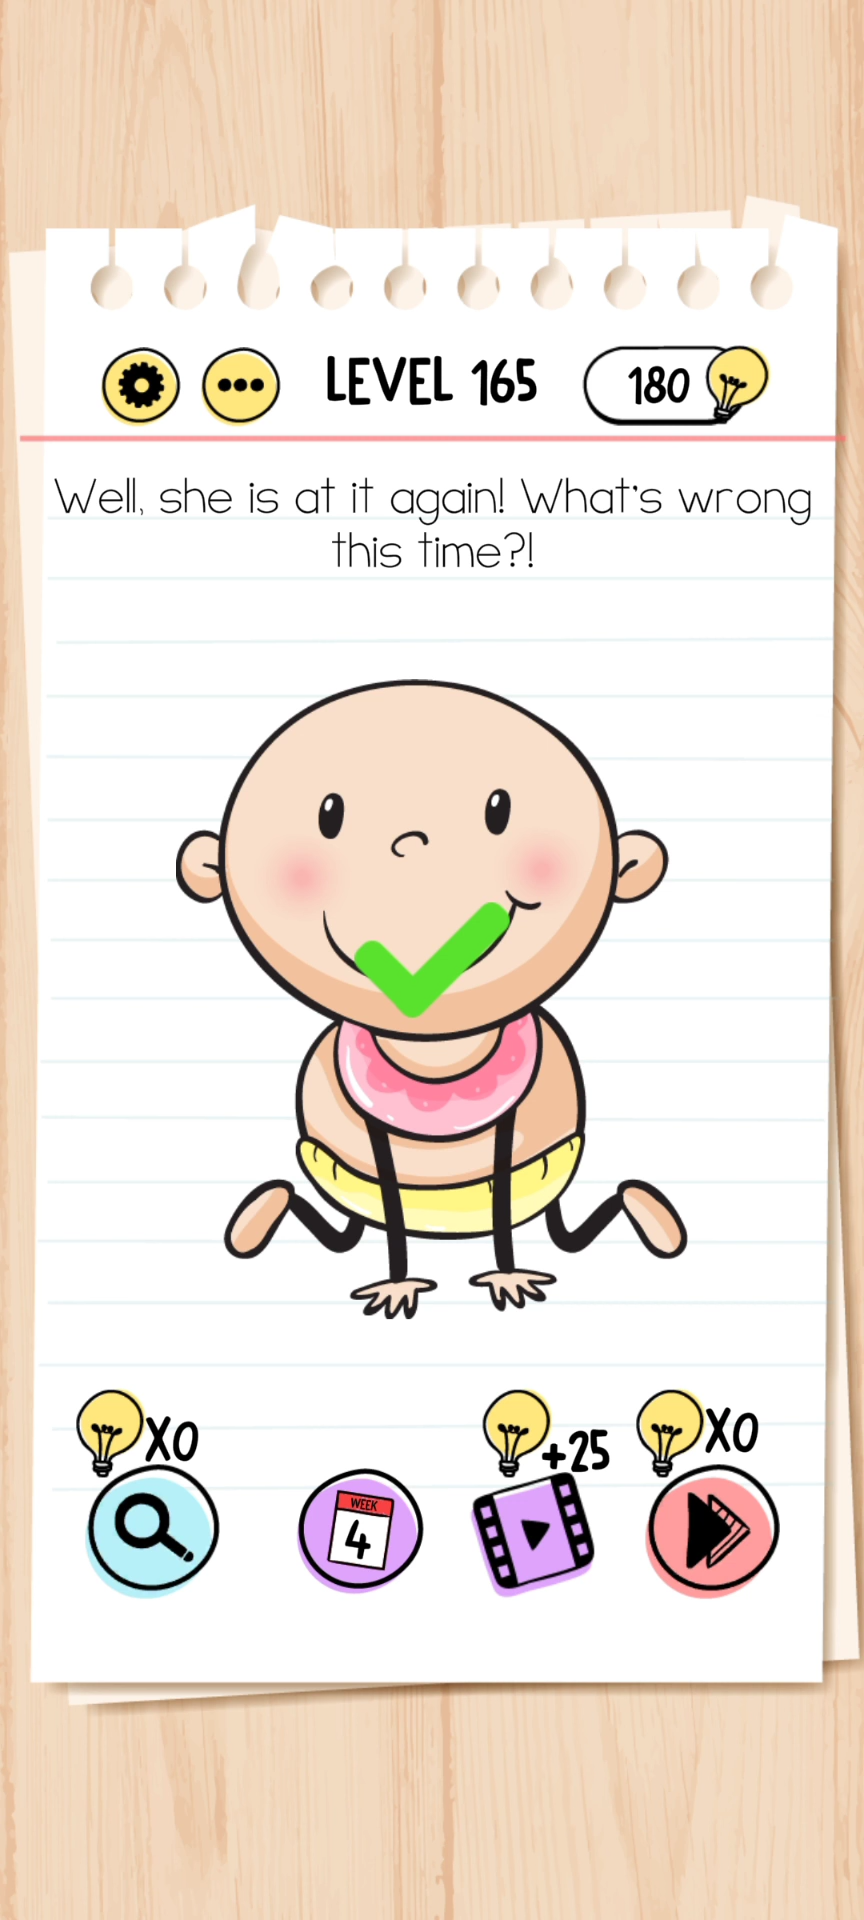 LEVEL 165
180
Well, she is at it again! What's wrong
this time?!
X0
+25
X0
WEEK
4